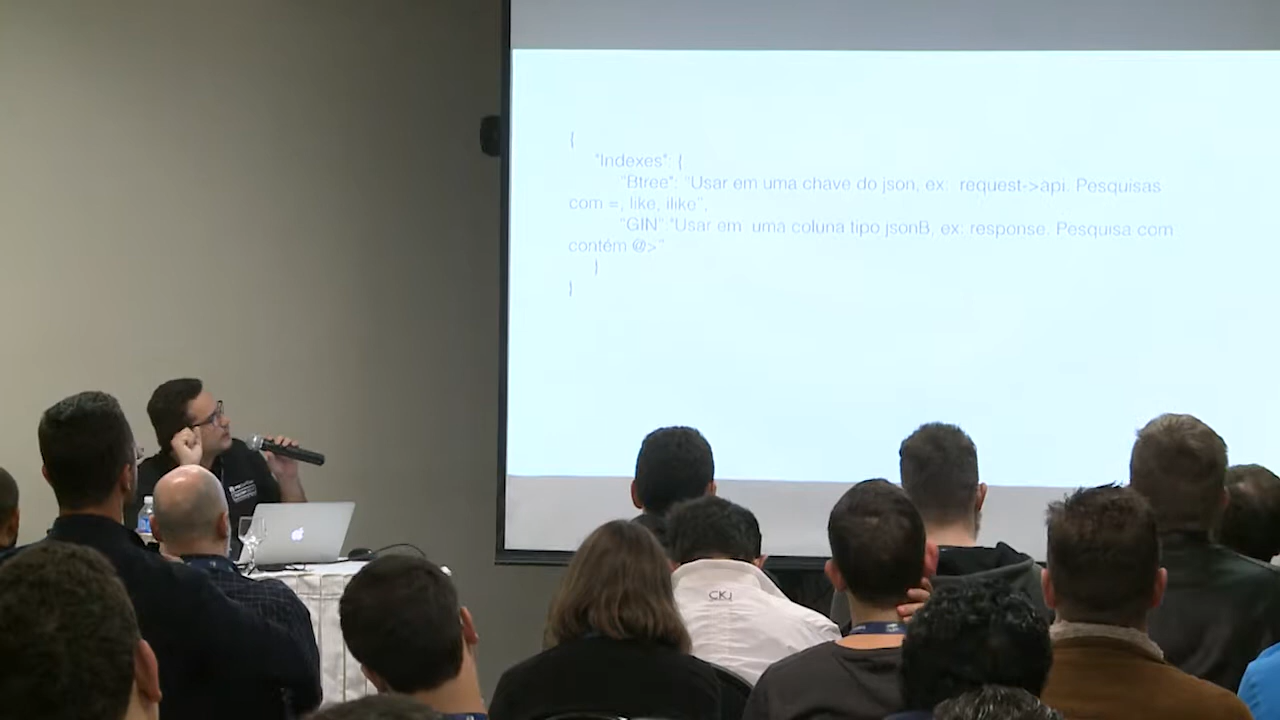 {
"Indexes": {
"Btree": "Usar em uma chave do json, ex: request->api. Pesquisas
com =, like, ilike",
"GIN":"Usar em uma coluna tipo jsonB, ex: response. Pesquisa com
contém @>"
}
}